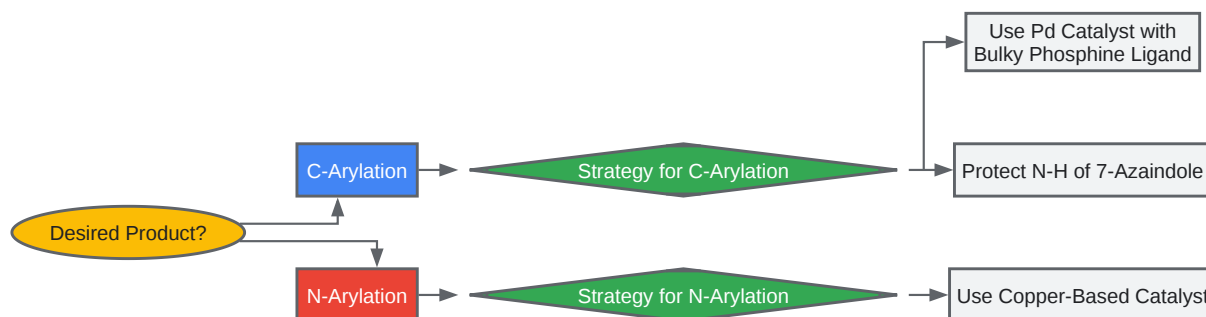 Use Pd Catalyst with
Bulky Phosphine Ligand
C-Arylation
Strategy for C-Arylation
Protect N-H of 7-Azaindole
Desired Product?
N-Arylation
Strategy for N-Arylation
Use Copper-Based Catalyst